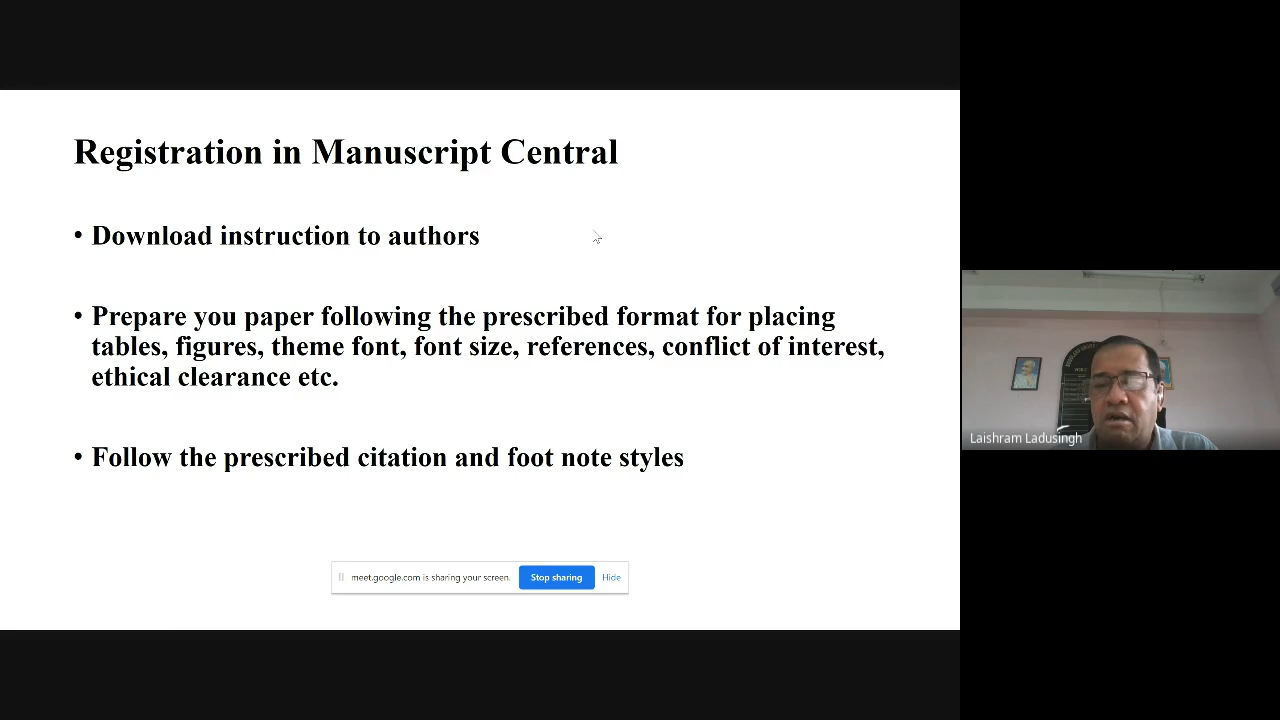 Registration in Manuscript Central
• Download instruction to authors
• Prepare you paper following the prescribed format for placing
tables, figures, theme font, font size, references, conflict of interest,
ethical clearance etc.
• Follow the prescribed citation and foot note styles
meet.google.com is sharing your screen.
Stop sharing
Hide
Laishram Ladusingh